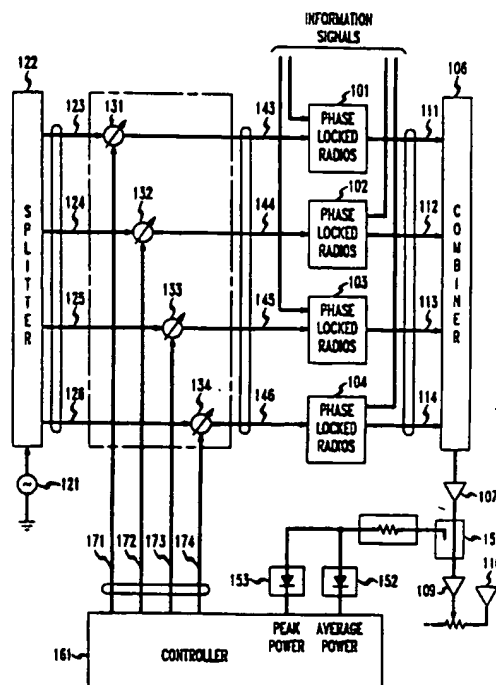 INFORMATION
SIGNALS
122
123
131
143
101
106
111
PHASE
LOCKED
RADIOS
124
132
144
102
112
PHASE
LOCKED
RADIOS
SPLITTER
COMBINER
125
133
145
103
113
PHASE
LOCKED
RADIOS
126
134
146
104
114
PHASE
LOCKED
RADIOS
121
107
171
172
173
174
153
152
109
PEAK
POWER
AVERAGE
POWER
161
CONTROLLER